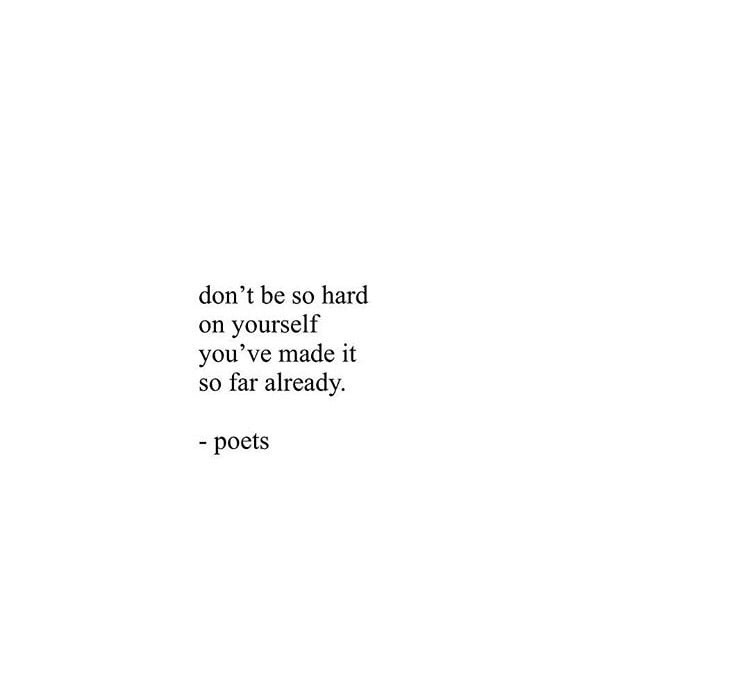 don’t be so hard
on yourself
you’ve made it
so far already.
- poets